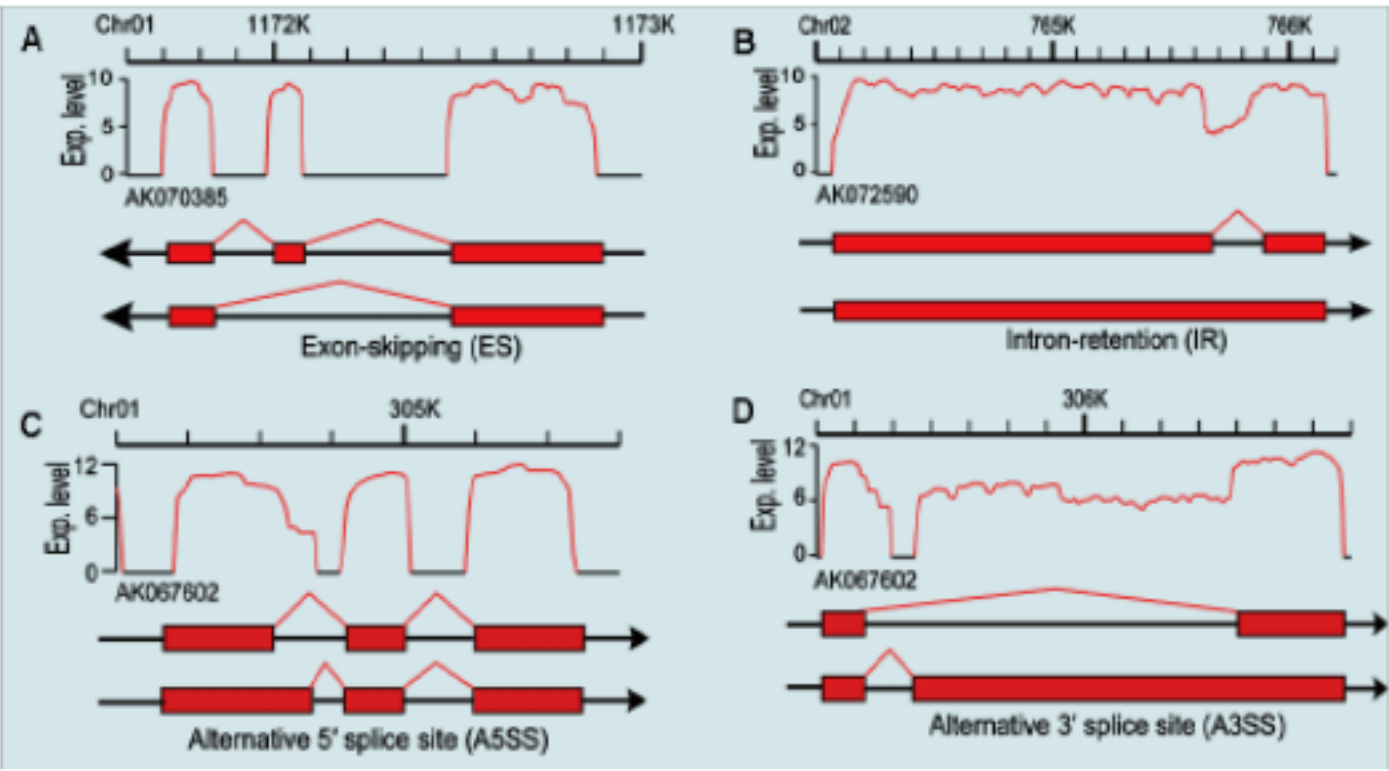 A
Chr01 1172K 1173K
Exp. level
10
5
0
AK070385
Exon-skipping (ES)
B
Chr02 765K 766K
Exp. level
10
5
0
AK072590
Intron-retention (IR)
C
Chr01 305K
Exp. level
12
6
0
AK067602
Alternative 5' splice site (A5SS)
D
Chr01 306K
Exp. level
12
6
0
AK067602
Alternative 3' splice site (A3SS)